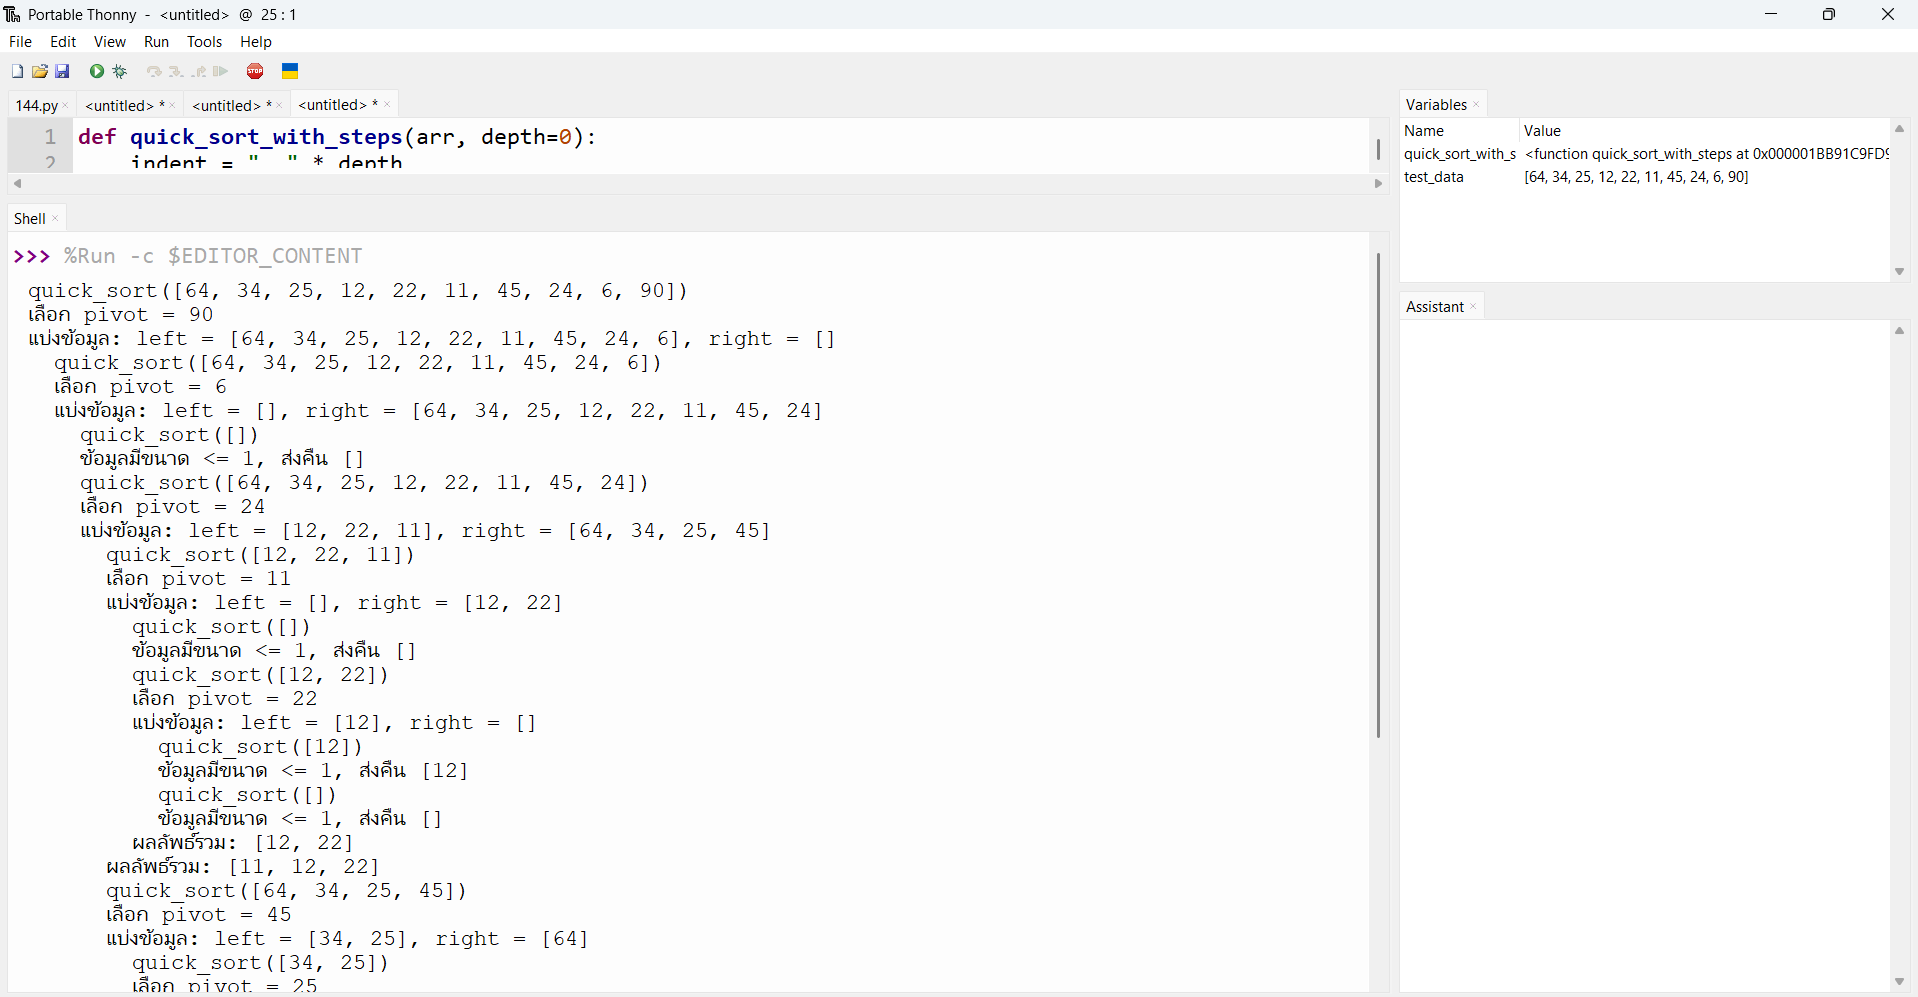 Portable Thonny - <untitled> @ 25 : 1
File Edit View Run Tools Help
STOP
144.py × <untitled> * × <untitled> * × <untitled> * ×
1 def quick_sort_with_steps(arr, depth=0):
2     indent = "  " * depth
Shell ×
>>> %Run -c $EDITOR_CONTENT
quick_sort([64, 34, 25, 12, 22, 11, 45, 24, 6, 90])
เลือก pivot = 90
แบ่งข้อมูล: left = [64, 34, 25, 12, 22, 11, 45, 24, 6], right = []
  quick_sort([64, 34, 25, 12, 22, 11, 45, 24, 6])
  เลือก pivot = 6
  แบ่งข้อมูล: left = [], right = [64, 34, 25, 12, 22, 11, 45, 24]
    quick_sort([])
    ข้อมูลมีขนาด <= 1, ส่งคืน []
    quick_sort([64, 34, 25, 12, 22, 11, 45, 24])
    เลือก pivot = 24
    แบ่งข้อมูล: left = [12, 22, 11], right = [64, 34, 25, 45]
      quick_sort([12, 22, 11])
      เลือก pivot = 11
      แบ่งข้อมูล: left = [], right = [12, 22]
        quick_sort([])
        ข้อมูลมีขนาด <= 1, ส่งคืน []
        quick_sort([12, 22])
        เลือก pivot = 22
        แบ่งข้อมูล: left = [12], right = []
          quick_sort([12])
          ข้อมูลมีขนาด <= 1, ส่งคืน [12]
          quick_sort([])
          ข้อมูลมีขนาด <= 1, ส่งคืน []
        ผลลัพธ์รวม: [12, 22]
      ผลลัพธ์รวม: [11, 12, 22]
      quick_sort([64, 34, 25, 45])
      เลือก pivot = 45
      แบ่งข้อมูล: left = [34, 25], right = [64]
        quick_sort([34, 25])
        เลือก pivot = 25
Variables ×
Name Value
quick_sort_with_s <function quick_sort_with_steps at 0x000001BB91C9FD9
test_data [64, 34, 25, 12, 22, 11, 45, 24, 6, 90]
Assistant ×